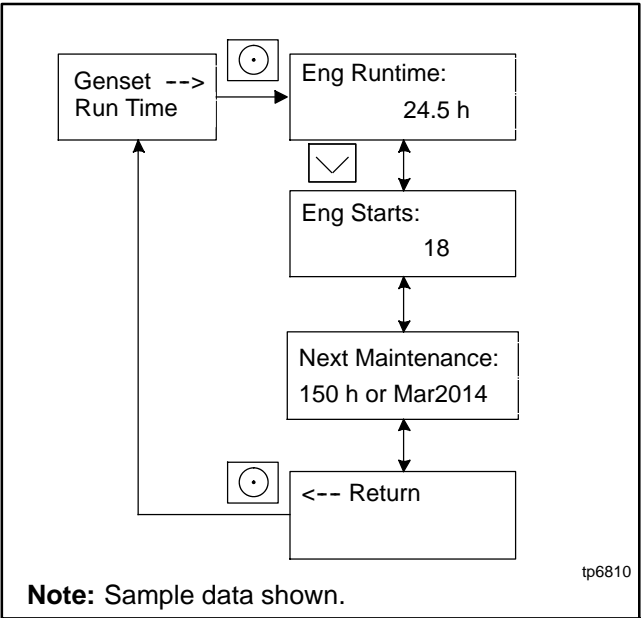 Genset -->
Run Time
Eng Runtime:
24.5 h
Eng Starts:
18
Next Maintenance:
150 h or Mar2014
<-- Return
tp6810
Note: Sample data shown.